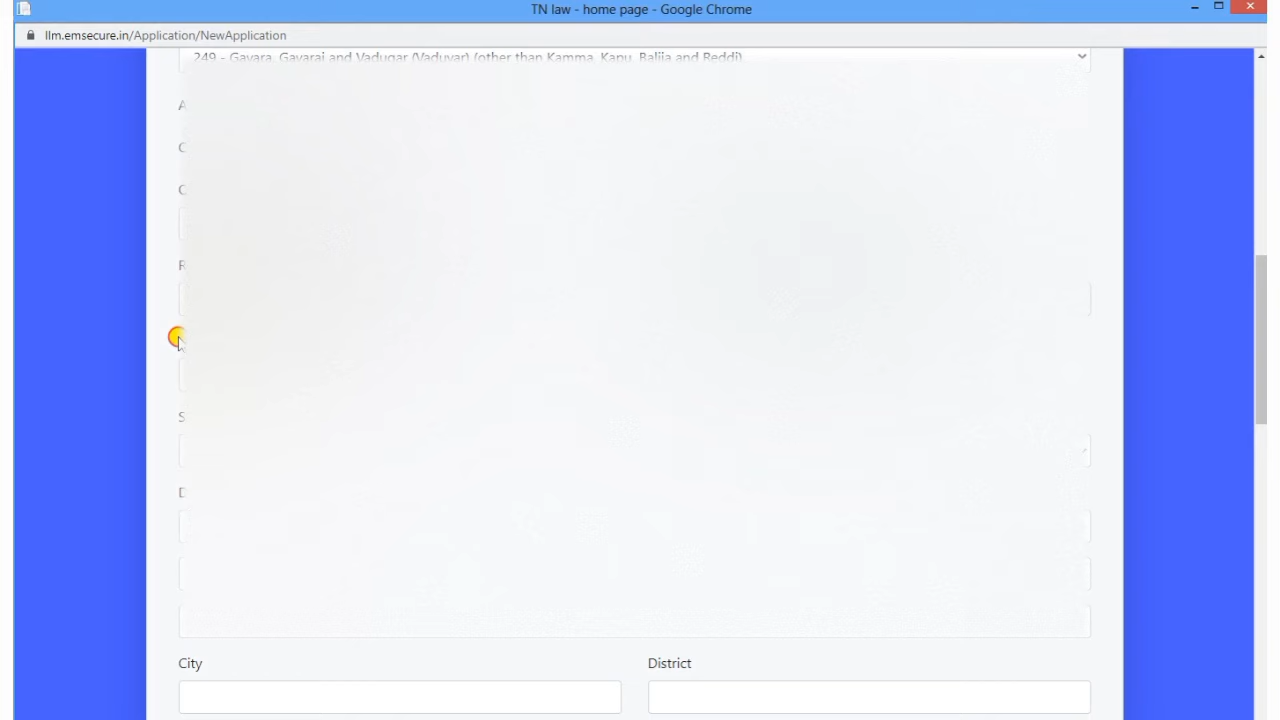 TN law - home page - Google Chrome
llm.emsecure.in/Application/NewApplication
249 - Gavara, Gavarai and Vadugar (Vaduvar) (other than Kamma, Kapu, Balija and Reddi)
A
C
C
R
S
D
City District